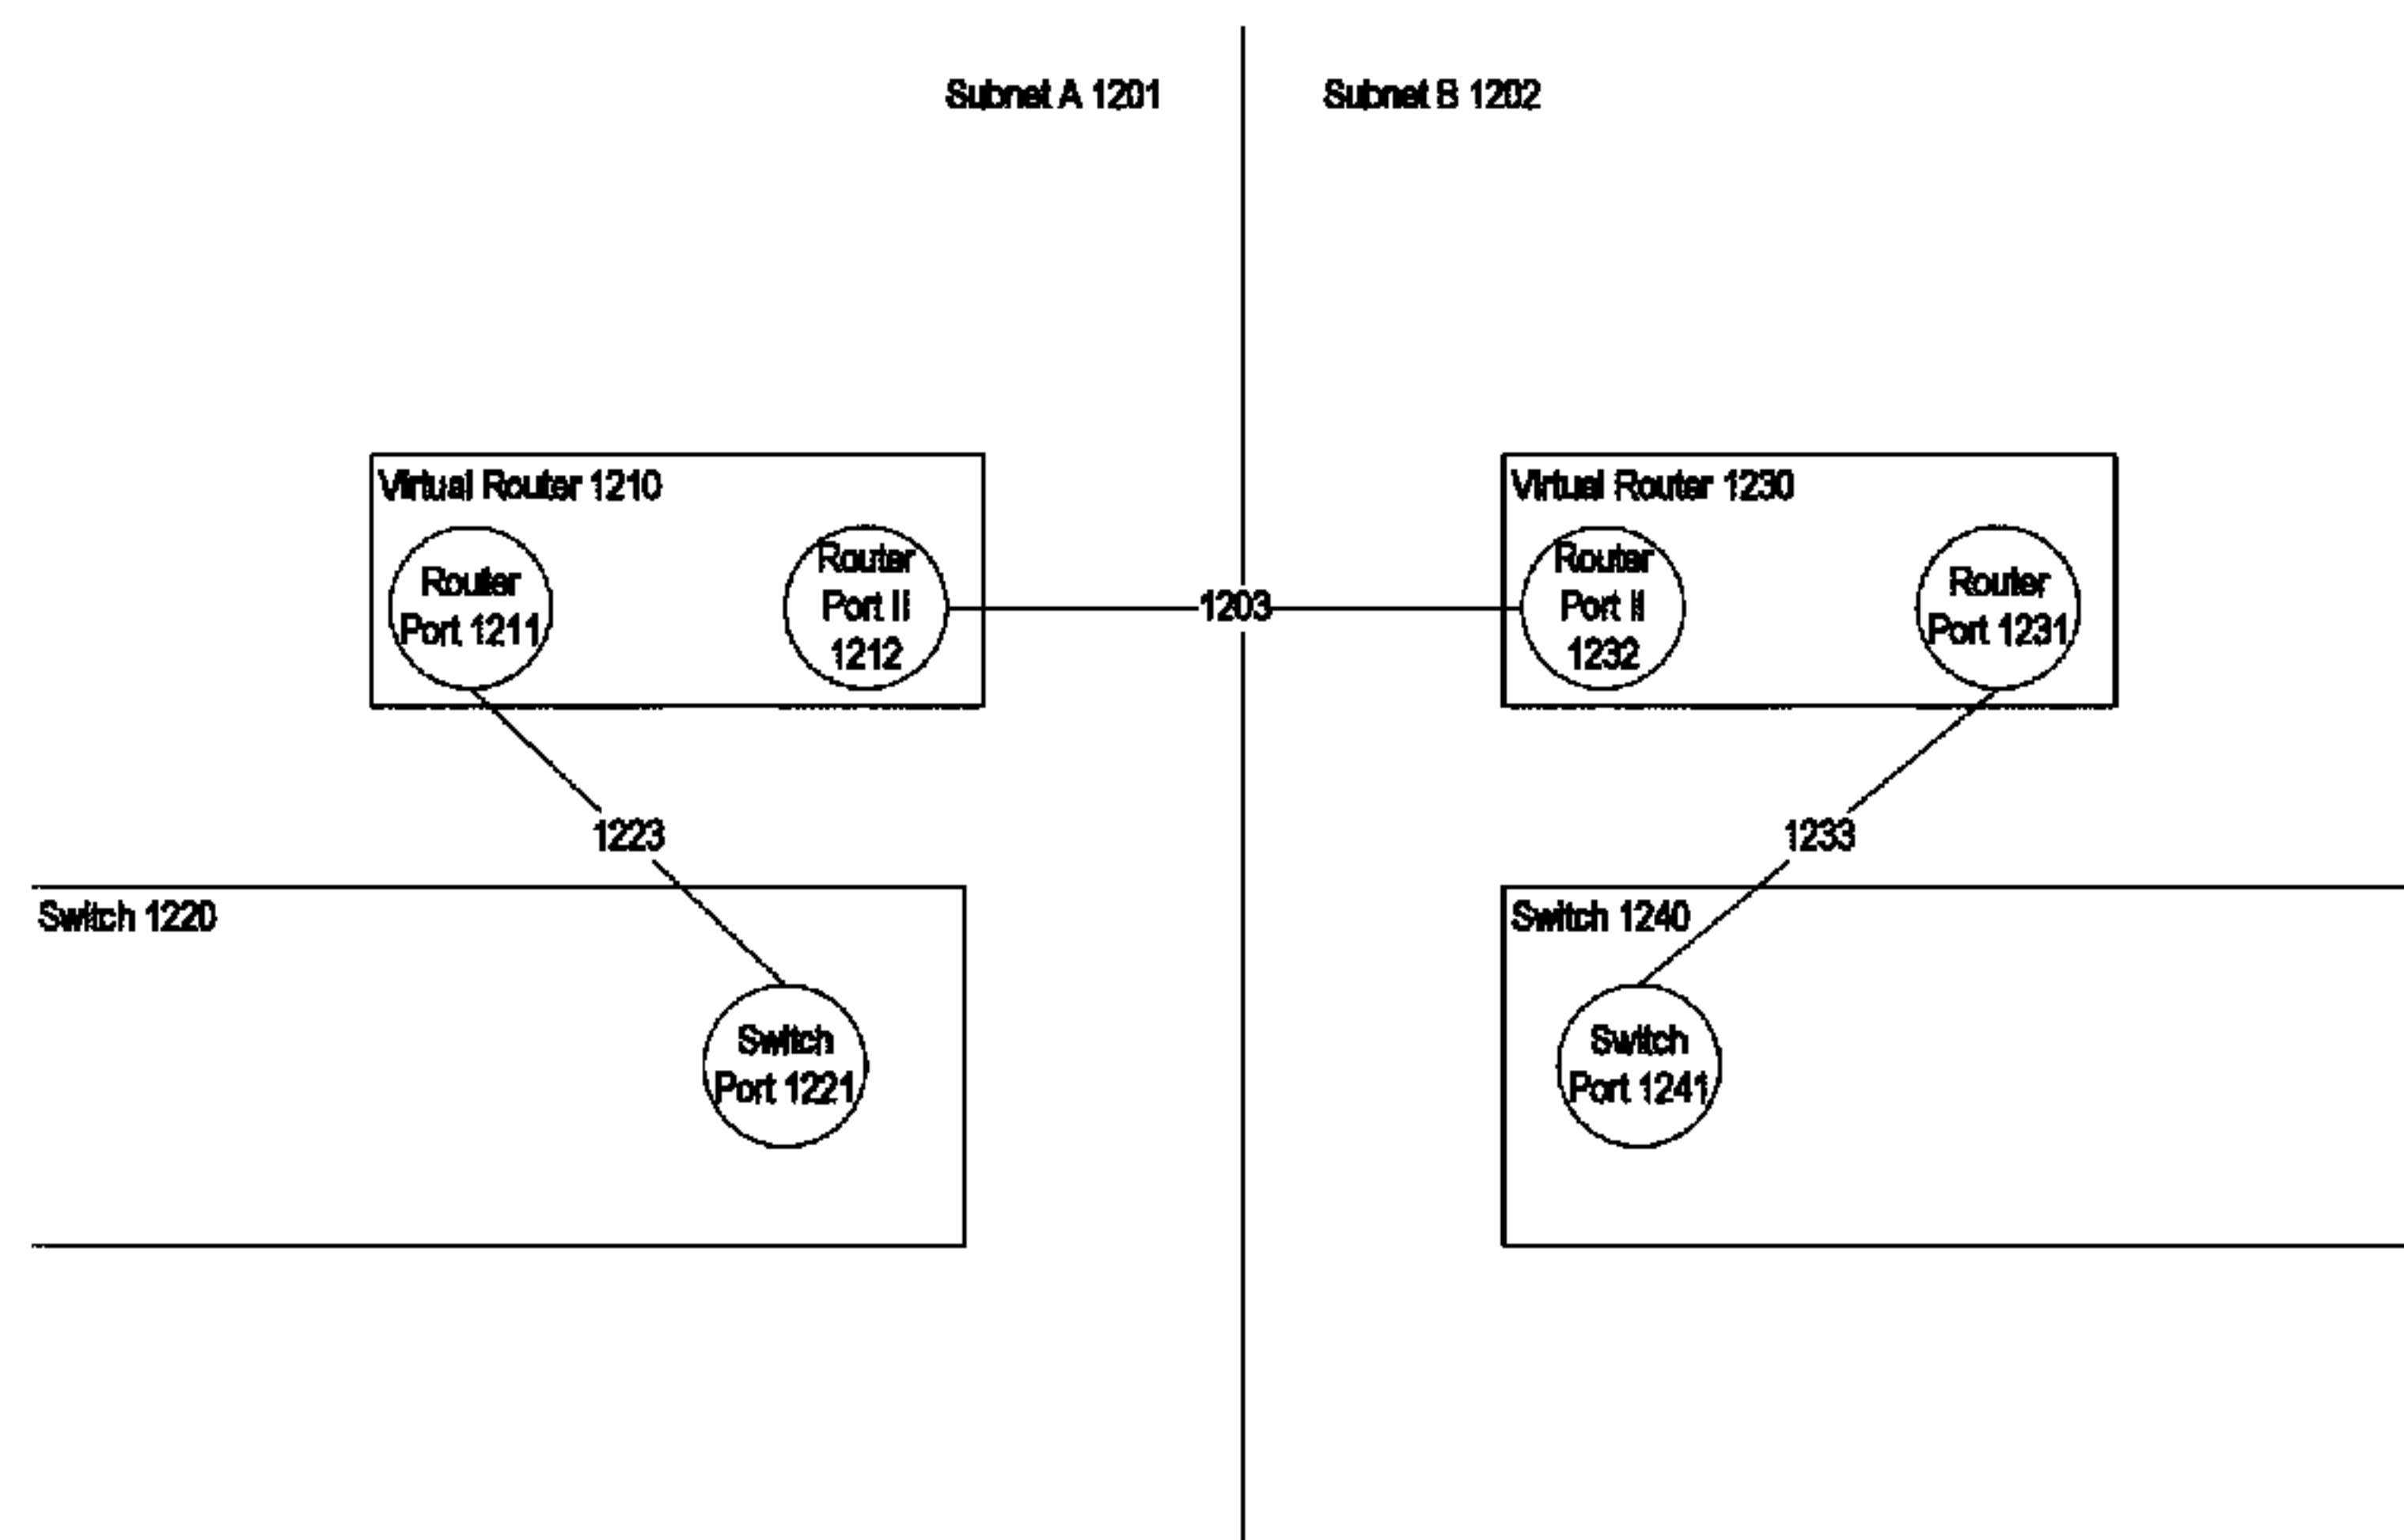 Subnet A 1201
Subnet B 1202
Virtual Router 1210
Router
Port 1211
Router
Port II
1212
1203
Virtual Router 1230
Router
Port II
1232
Router
Port 1231
1223
1233
Switch 1220
Switch
Port 1221
Switch 1240
Switch
Port 1241